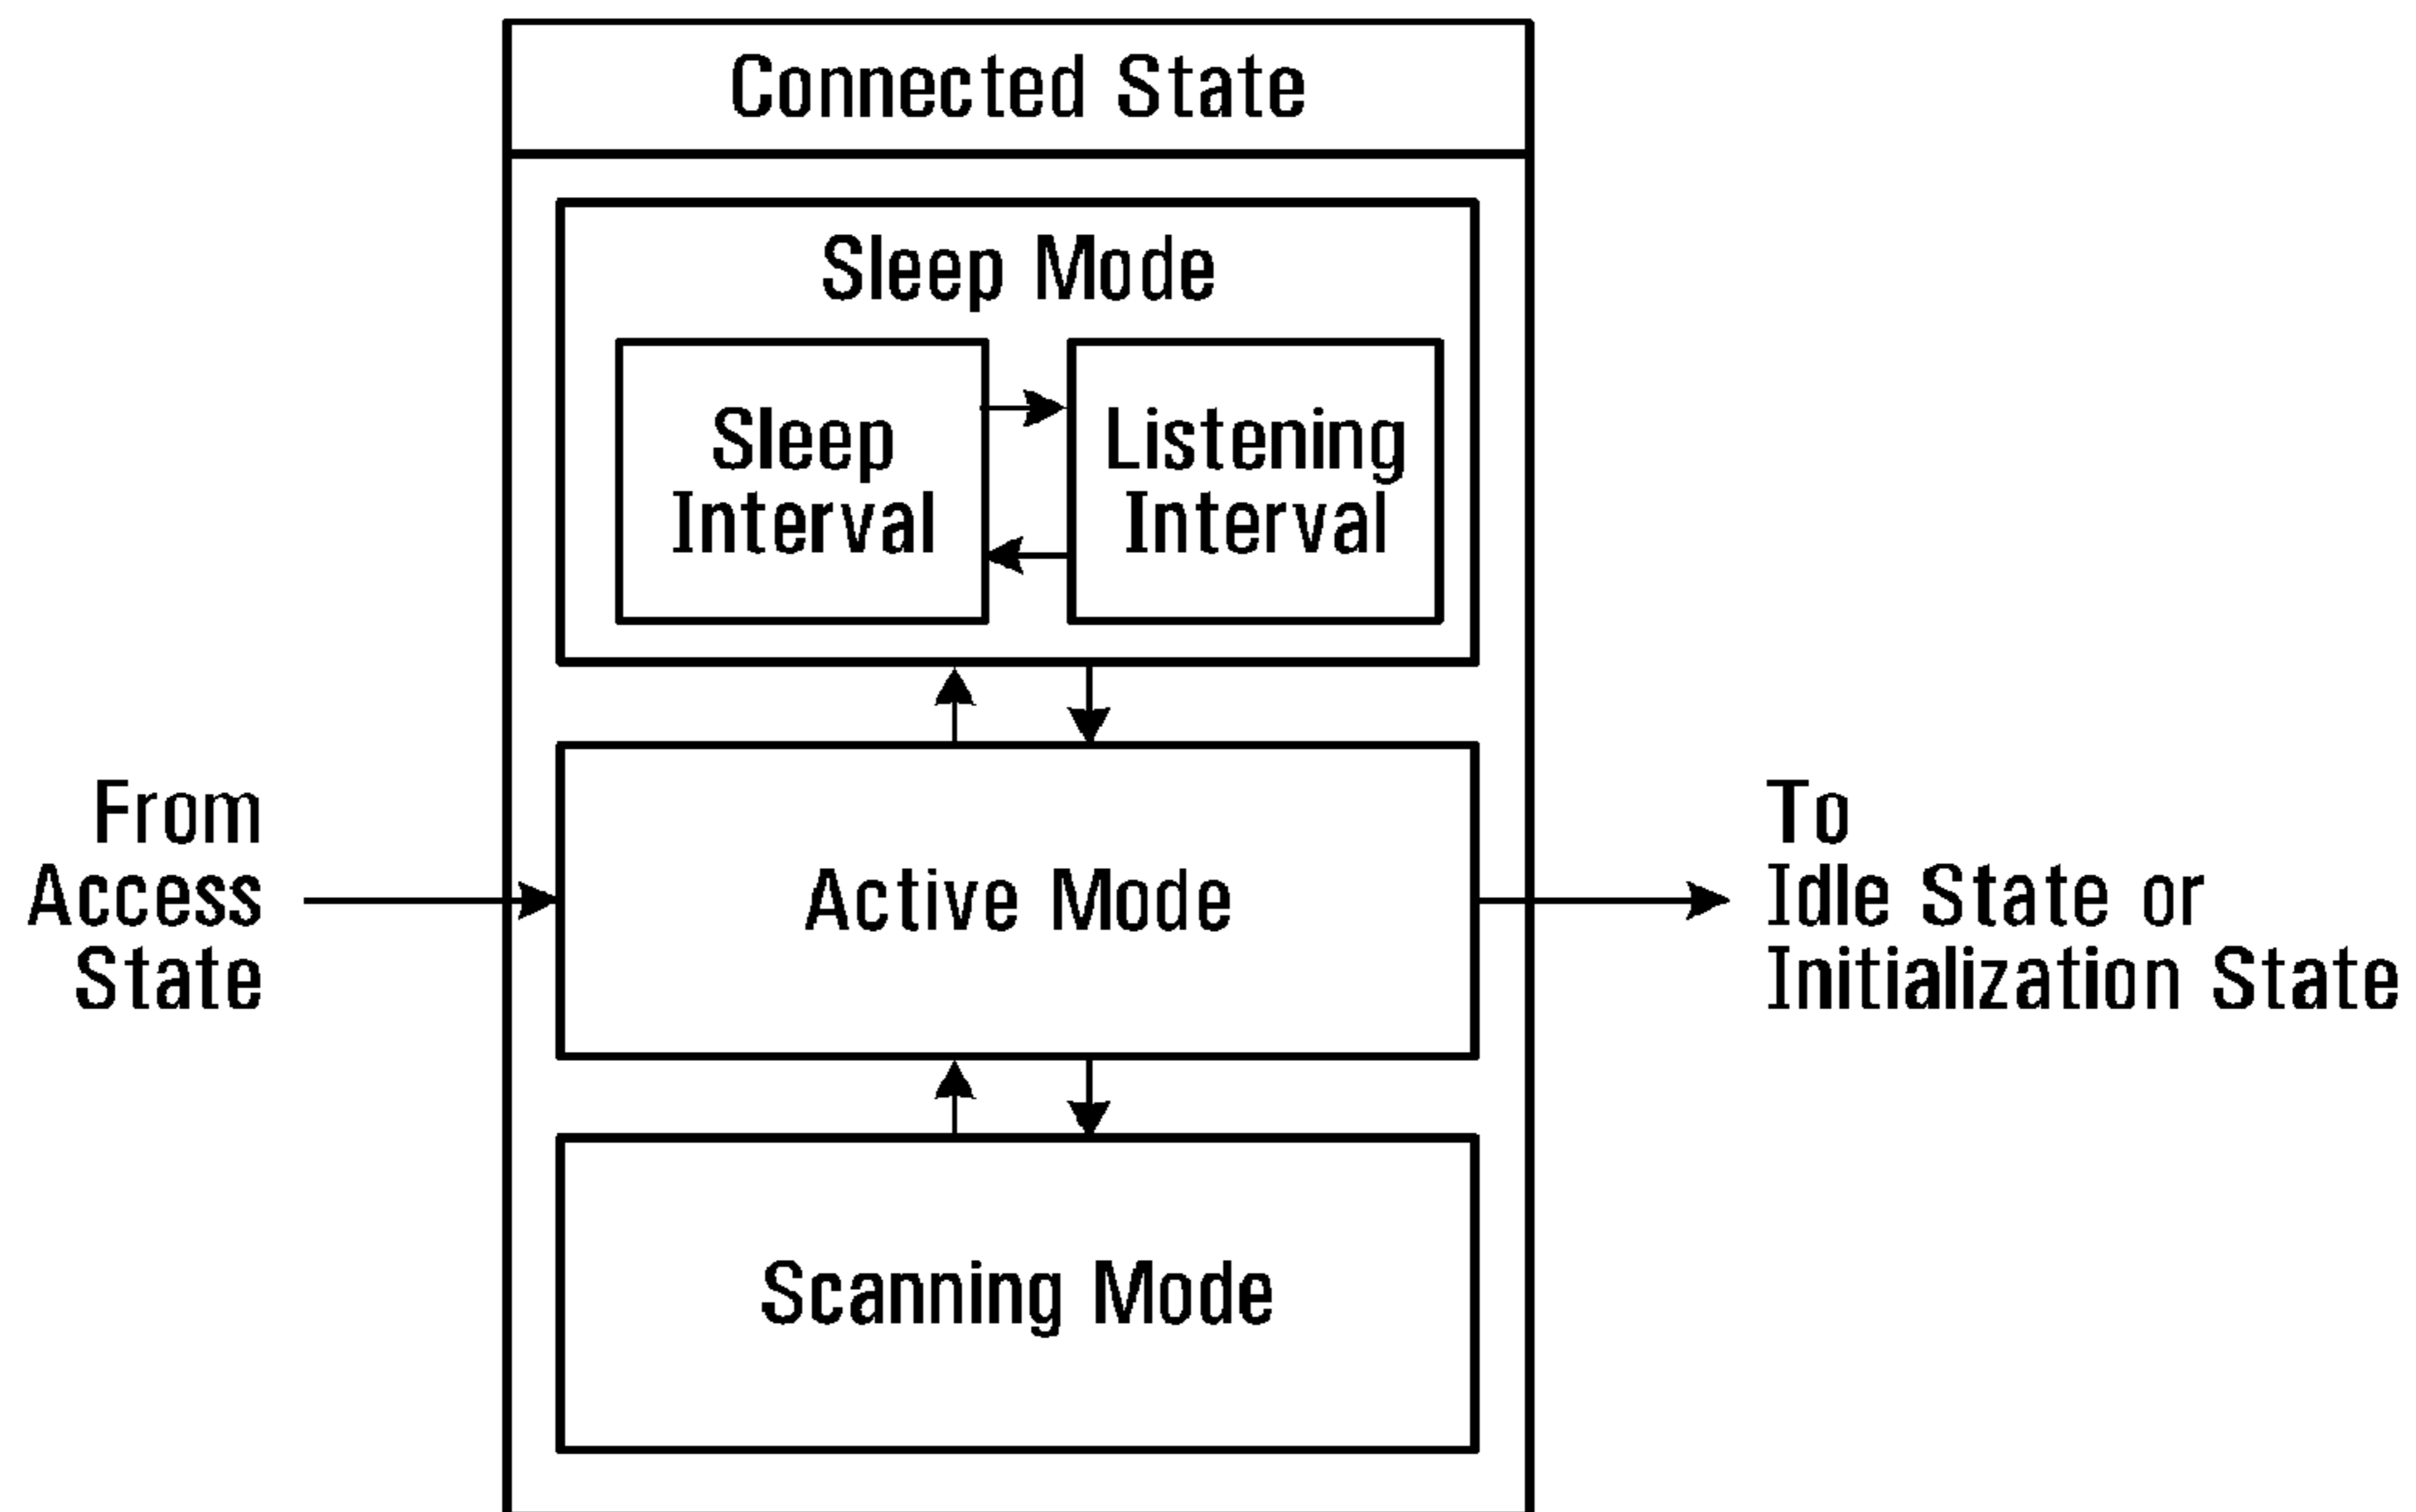 Connected State
Sleep Mode
Sleep
Interval
Listening
Interval
From
Access
State
Active Mode
To
Idle State or
Initialization State
Scanning Mode